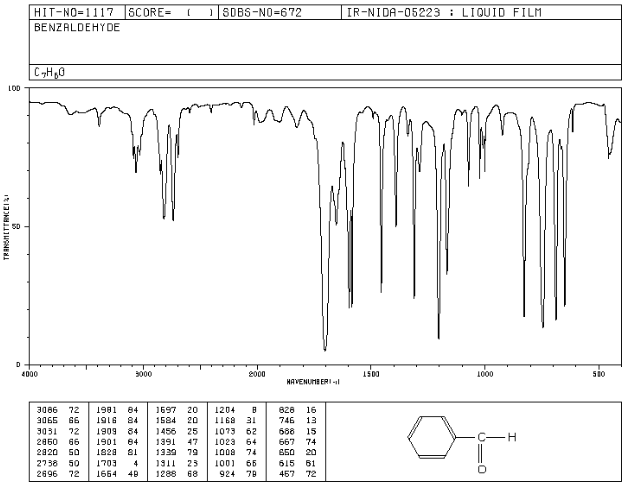 HIT-NO=1117 SCORE= ( ) SDBS-NO=672 IR-NIDA-05223 : LIQUID FILM
BENZALDEHYDE
C7H6O
100
50
0
TRANSMITTANCE(%)
4000 3000 2000 1500 1000 500
WAVENUMBER(-1)
3086 72 1981 84 1597 20 1204 8 828 16
3065 66 1916 84 1584 20 1168 31 746 13
3031 72 1909 84 1456 25 1073 62 688 15
2860 66 1901 84 1391 47 1023 64 667 74
2820 50 1828 81 1339 79 1008 74 650 20
2738 50 1703 4 1311 23 1001 66 615 81
2696 72 1654 49 1288 68 924 79 457 72
C H
O